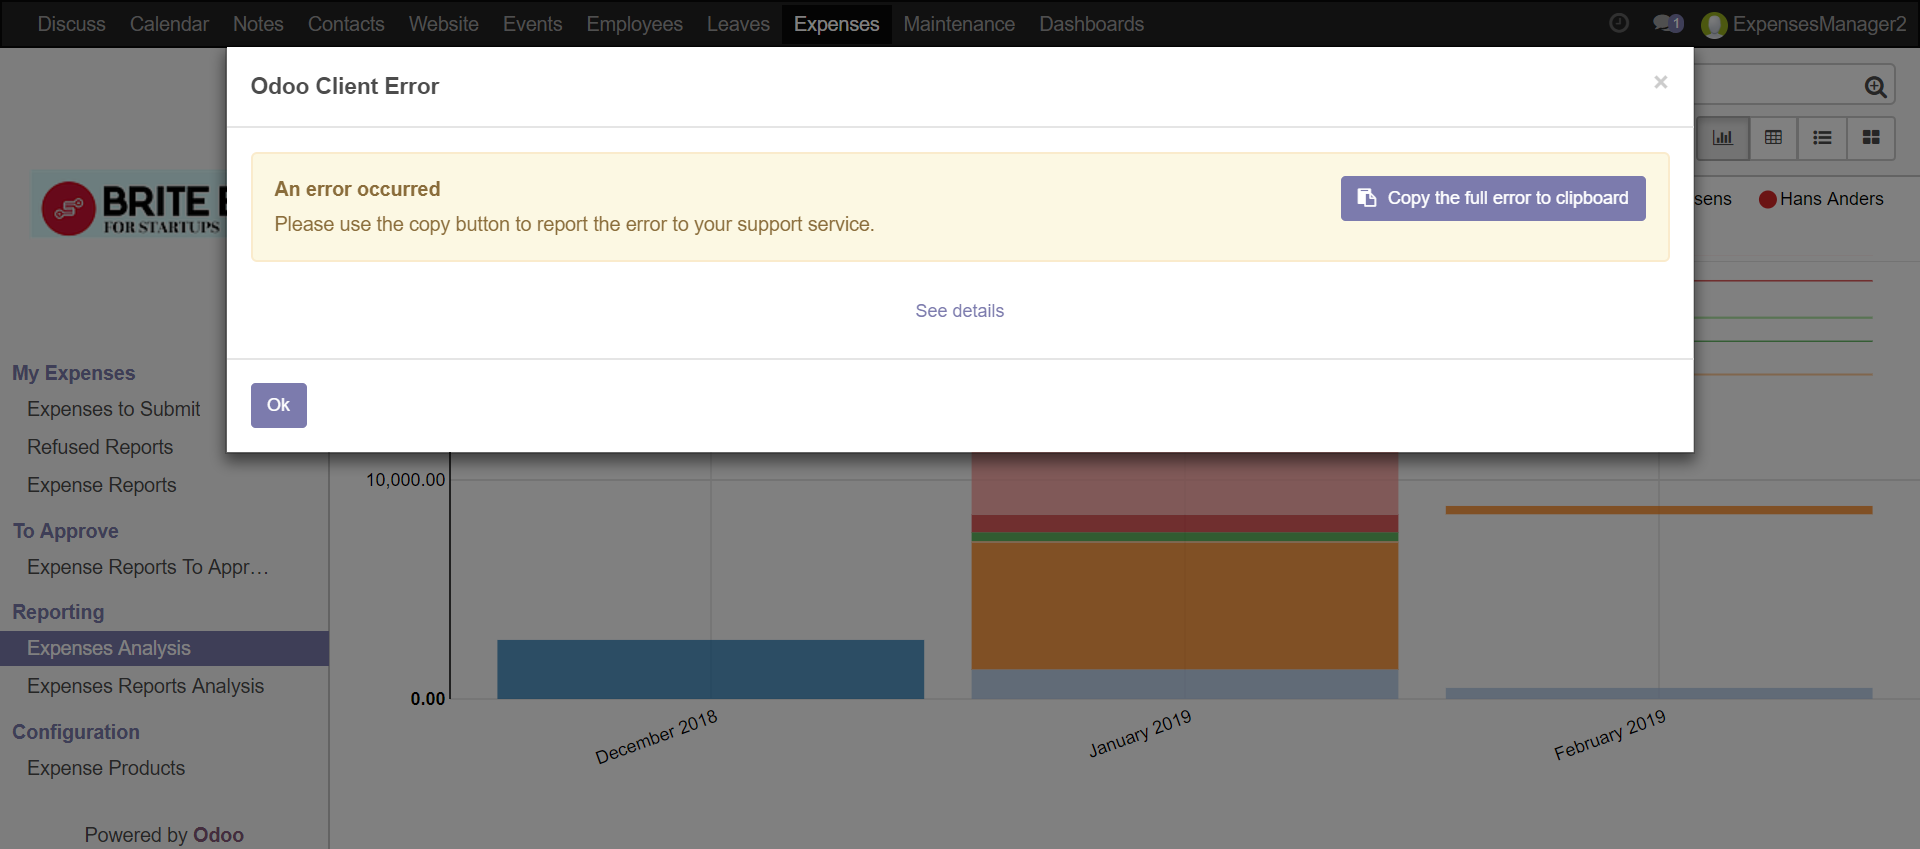 Discuss Calendar Notes Contacts Website Events Employees Leaves Expenses Maintenance Dashboards 1 ExpensesManager2
Odoo Client Error
×
An error occurred
Please use the copy button to report the error to your support service.
Copy the full error to clipboard
See details
Ok
BRITE
FOR STARTUPS
Hans Anders
My Expenses
Expenses to Submit
Refused Reports
Expense Reports
To Approve
Expense Reports To Appr…
Reporting
Expenses Analysis
Expenses Reports Analysis
Configuration
Expense Products
Powered by Odoo
10,000.00
0.00
December 2018
January 2019
February 2019